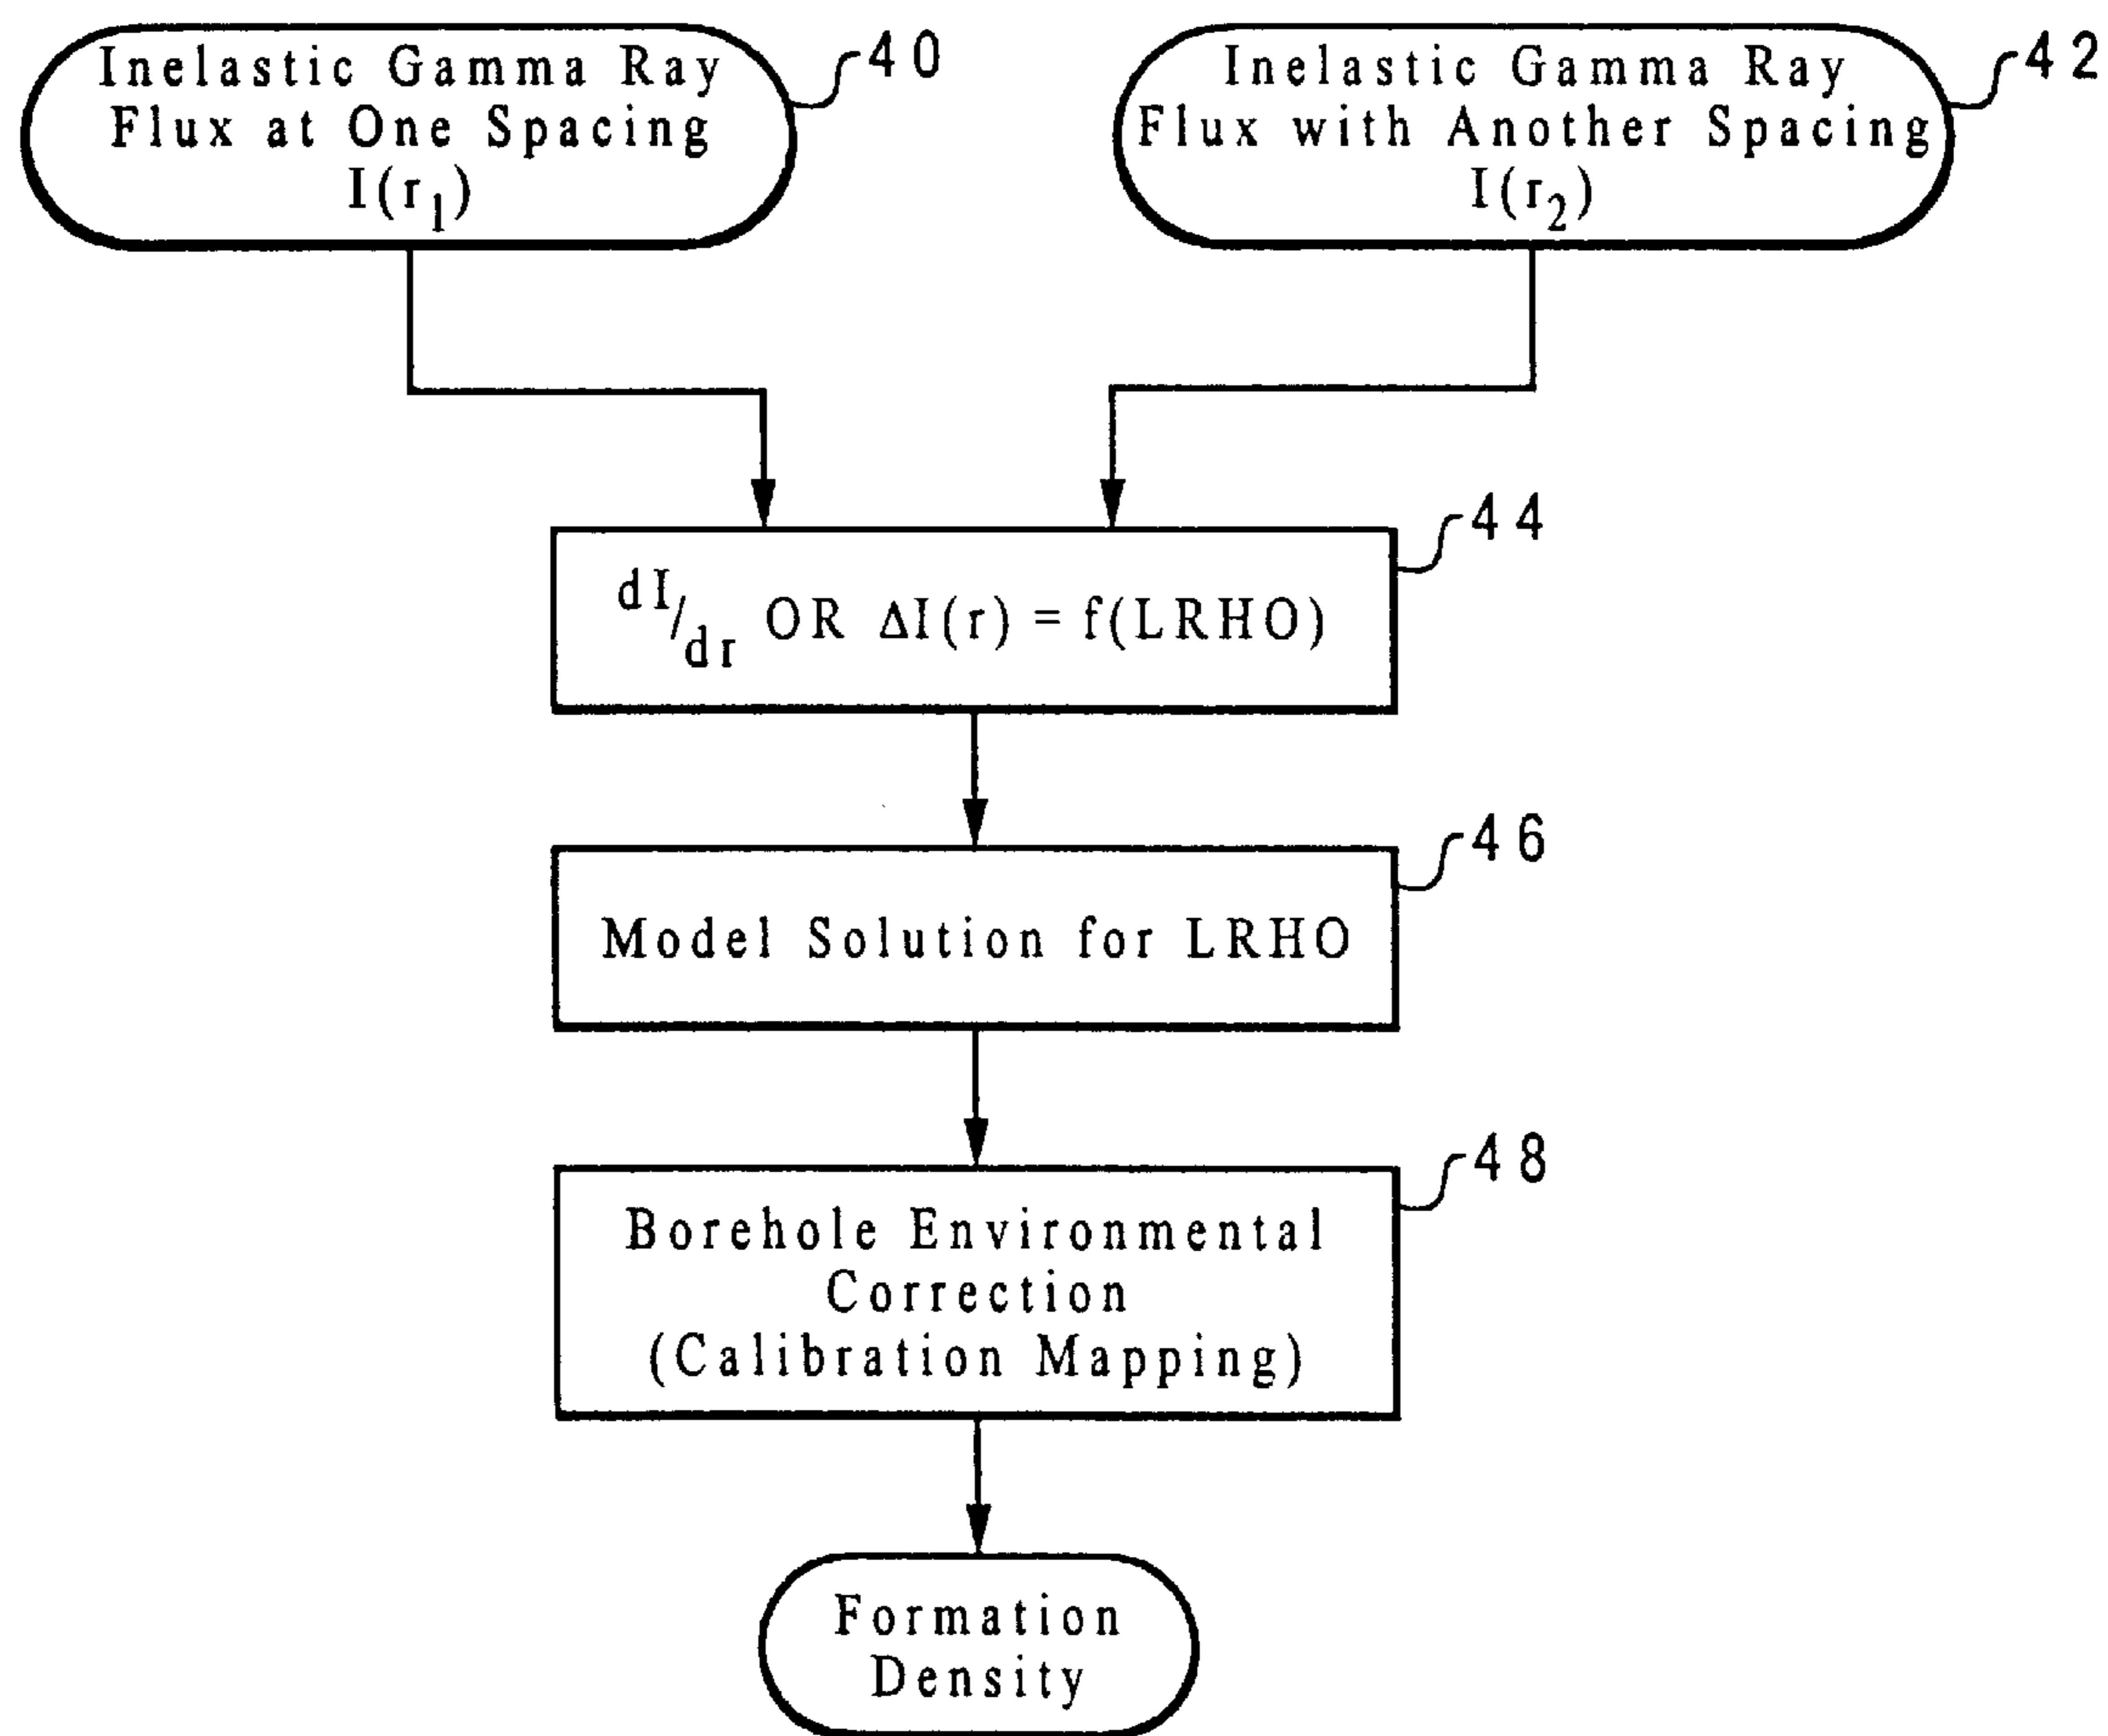 Inelastic Gamma Ray
Flux at One Spacing
I(r1)
40
Inelastic Gamma Ray
Flux with Another Spacing
I(r2)
42
dI/dr OR ΔI(r) = f(LRHO)
44
Model Solution for LRHO
46
Borehole Environmental
Correction
(Calibration Mapping)
48
Formation
Density